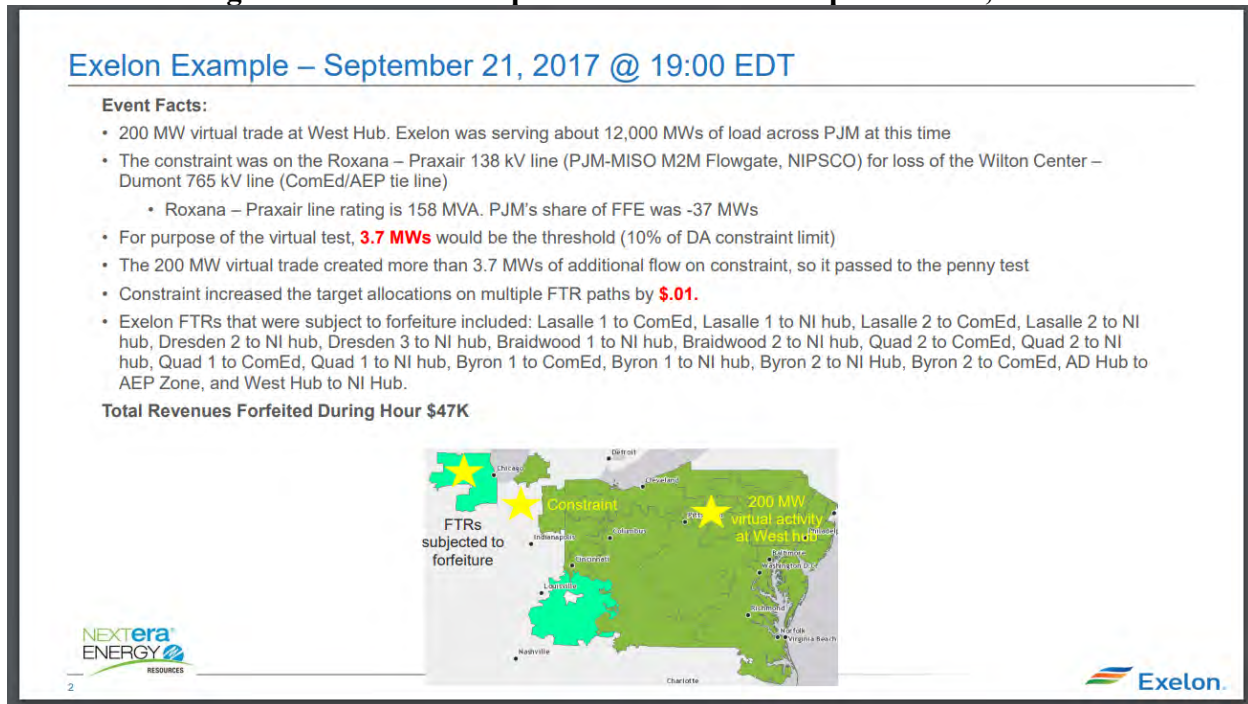 Exelon Example – September 21, 2017 @ 19:00 EDT
Event Facts:
• 200 MW virtual trade at West Hub. Exelon was serving about 12,000 MWs of load across PJM at this time
• The constraint was on the Roxana – Praxair 138 kV line (PJM-MISO M2M Flowgate, NIPSCO) for loss of the Wilton Center –
Dumont 765 kV line (ComEd/AEP tie line)
• Roxana – Praxair line rating is 158 MVA. PJM's share of FFE was -37 MWs
• For purpose of the virtual test, 3.7 MWs would be the threshold (10% of DA constraint limit)
• The 200 MW virtual trade created more than 3.7 MWs of additional flow on constraint, so it passed to the penny test
• Constraint increased the target allocations on multiple FTR paths by $.01.
• Exelon FTRs that were subject to forfeiture included: Lasalle 1 to ComEd, Lasalle 1 to NI hub, Lasalle 2 to ComEd, Lasalle 2 to NI
hub, Dresden 2 to NI hub, Dresden 3 to NI hub, Braidwood 1 to NI hub, Braidwood 2 to NI hub, Quad 2 to ComEd, Quad 2 to NI
hub, Quad 1 to ComEd, Quad 1 to NI hub, Byron 1 to ComEd, Byron 1 to NI hub, Byron 2 to NI Hub, Byron 2 to ComEd, AD Hub to
AEP Zone, and West Hub to NI Hub.
Total Revenues Forfeited During Hour $47K
Detroit
Chicago
Cleveland
Constraint
200 MW
virtual activity
at West hub
FTRs
subjected to
forfeiture
Columbus
Indianapolis
Cincinnati
Baltimore
Washington D.C.
Louisville
Richmond
Norfolk
Virginia Beach
Nashville
Charlotte
NEXTera
ENERGY
RESOURCES
2
Exelon.